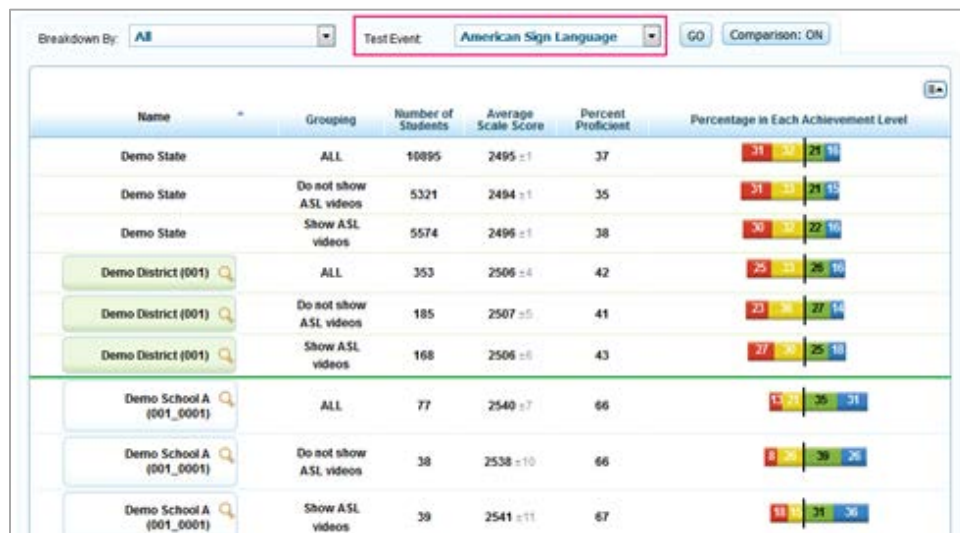 Breakdown By: All Test Event: American Sign Language GO Comparison: ON
Name Grouping Number of Students Average Scale Score Percent Proficient Percentage in Each Achievement Level
Demo State ALL 10895 2495 ±1 37 31 32 21 16
Demo State Do not show ASL videos 5321 2494 ±1 35 31 33 21 15
Demo State Show ASL videos 5574 2496 ±1 38 30 32 22 16
Demo District (001) ALL 353 2506 ±4 42 25 33 26 16
Demo District (001) Do not show ASL videos 185 2507 ±5 41 23 36 27 14
Demo District (001) Show ASL videos 168 2506 ±6 43 27 30 25 18
Demo School A (001_0001) ALL 77 2540 ±7 66 13 21 35 31
Demo School A (001_0001) Do not show ASL videos 38 2538 ±10 66 8 26 39 26
Demo School A (001_0001) Show ASL videos 39 2541 ±11 67 18 31 36